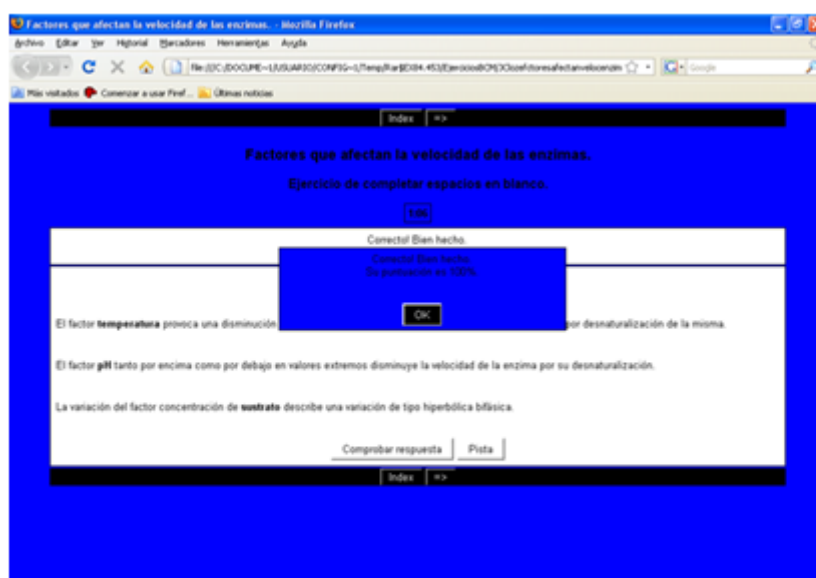 Factores que afectan la velocidad de las enzimas. - Mozilla Firefox
Archivo Editar Ver Historial Marcadores Herramientas Ayuda
Google
Más visitados Comenzar a usar Firef... Últimas noticias
Index =>
Factores que afectan la velocidad de las enzimas.
Ejercicio de completar espacios en blanco.
Correcto! Bien hecho.
Correcto! Bien hecho.
Su puntuación es 100%.
OK
El factor temperatura provoca una disminución por desnaturalización de la misma.
El factor pH tanto por encima como por debajo en valores extremos disminuye la velocidad de la enzima por su desnaturalización.
La variación del factor concentración de sustrato describe una variación de tipo hiperbólica bifásica.
Comprobar respuesta Pista
Index =>